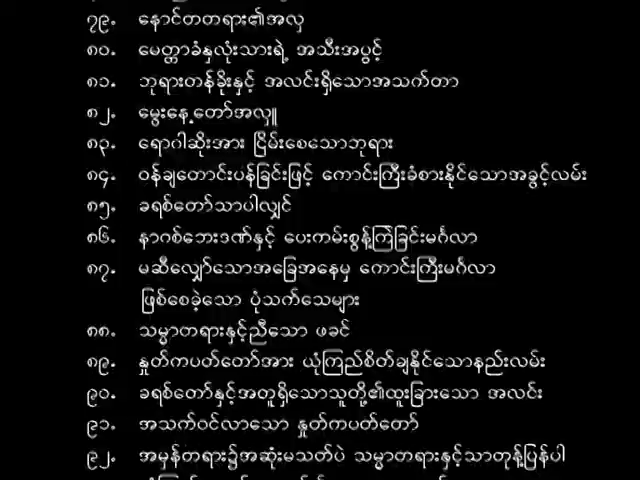 ၇၉. နောင်တတရား၏အလှ
၈၀. မေတ္တာခံနှလုံးသားရဲ့ အသီးအပွင့်
၈၁. ဘုရားတန်ခိုးနှင့် အလင်းရှိသောအသက်တာ
၈၂. မွေးနေ့တော်အလှူ
၈၃. ရောဂါဆိုးအား ငြိမ်းစေသောဘုရား
၈၄. ဝန်ချတောင်းပန်ခြင်းဖြင့် ကောင်းကြီးခံစားနိုင်သောအခွင့်လမ်း
၈၅. ခရစ်တော်သာပါလျှင်
၈၆. နာဂစ်ဘေးဒဏ်နှင့် ပေးကမ်းစွန့်ကြဲခြင်းမင်္ဂလာ
၈၇. မဆီလျှော်သောအခြေအနေမှ ကောင်းကြီးမင်္ဂလာ
ဖြစ်စေခဲ့သော ပုံသက်သေများ
၈၈. သမ္မာတရားနှင့်ညီသော ဖခင်
၈၉. နှုတ်ကပတ်တော်အား ယုံကြည်စိတ်ချနိုင်သောနည်းလမ်း
၉၀. ခရစ်တော်နှင့်အတူရှိသောသူတို့၏ထူးခြားသော အလင်း
၉၁. အသက်ဝင်လာသော နှုတ်ကပတ်တော်
၉၂. အမှန်တရား၌အဆုံးမသတ်ပဲ သမ္မာတရားနှင့်သာတုန့်ပြန်ပါ